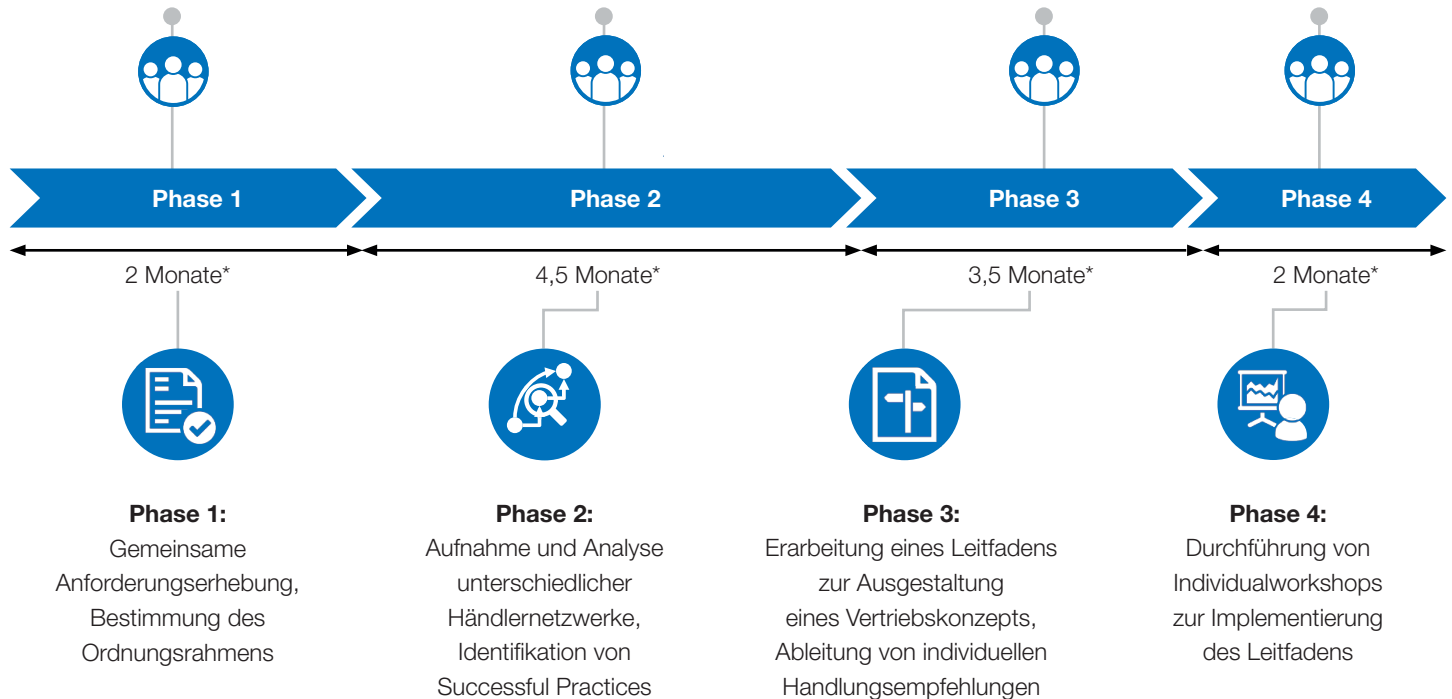 Phase 1
Phase 2
Phase 3
Phase 4
2 Monate*
4,5 Monate*
3,5 Monate*
2 Monate*
Phase 1:
Gemeinsame
Anforderungserhebung,
Bestimmung des
Ordnungsrahmens
Phase 2:
Aufnahme und Analyse
unterschiedlicher
Händlernetzwerke,
Identifikation von
Successful Practices
Phase 3:
Erarbeitung eines Leitfadens
zur Ausgestaltung
eines Vertriebskonzepts,
Ableitung von individuellen
Handlungsempfehlungen
Phase 4:
Durchführung von
Individualworkshops
zur Implementierung
des Leitfadens